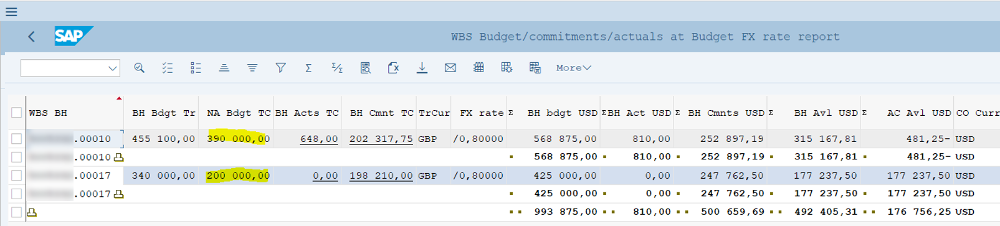 SAP
WBS Budget/commitments/actuals at Budget FX rate report
More
WBS BH BH Bdgt Tr NA Bdgt TC BH Acts TC BH Cmnt TC TrCur FX rate Σ BH bdgt USD Σ BH Act USD Σ BH Cmnts USD Σ BH Avl USD Σ AC Avl USD CO Curr
.00010 455 100,00 390 000,00 648,00 202 317,75 GBP /0,80000 568 875,00 810,00 252 897,19 315 167,81 481,25- USD
.00010 568 875,00 810,00 252 897,19 315 167,81 481,25- USD
.00017 340 000,00 200 000,00 0,00 198 210,00 GBP /0,80000 425 000,00 0,00 247 762,50 177 237,50 177 237,50 USD
.00017 425 000,00 0,00 247 762,50 177 237,50 177 237,50 USD
993 875,00 810,00 500 659,69 492 405,31 176 756,25 USD